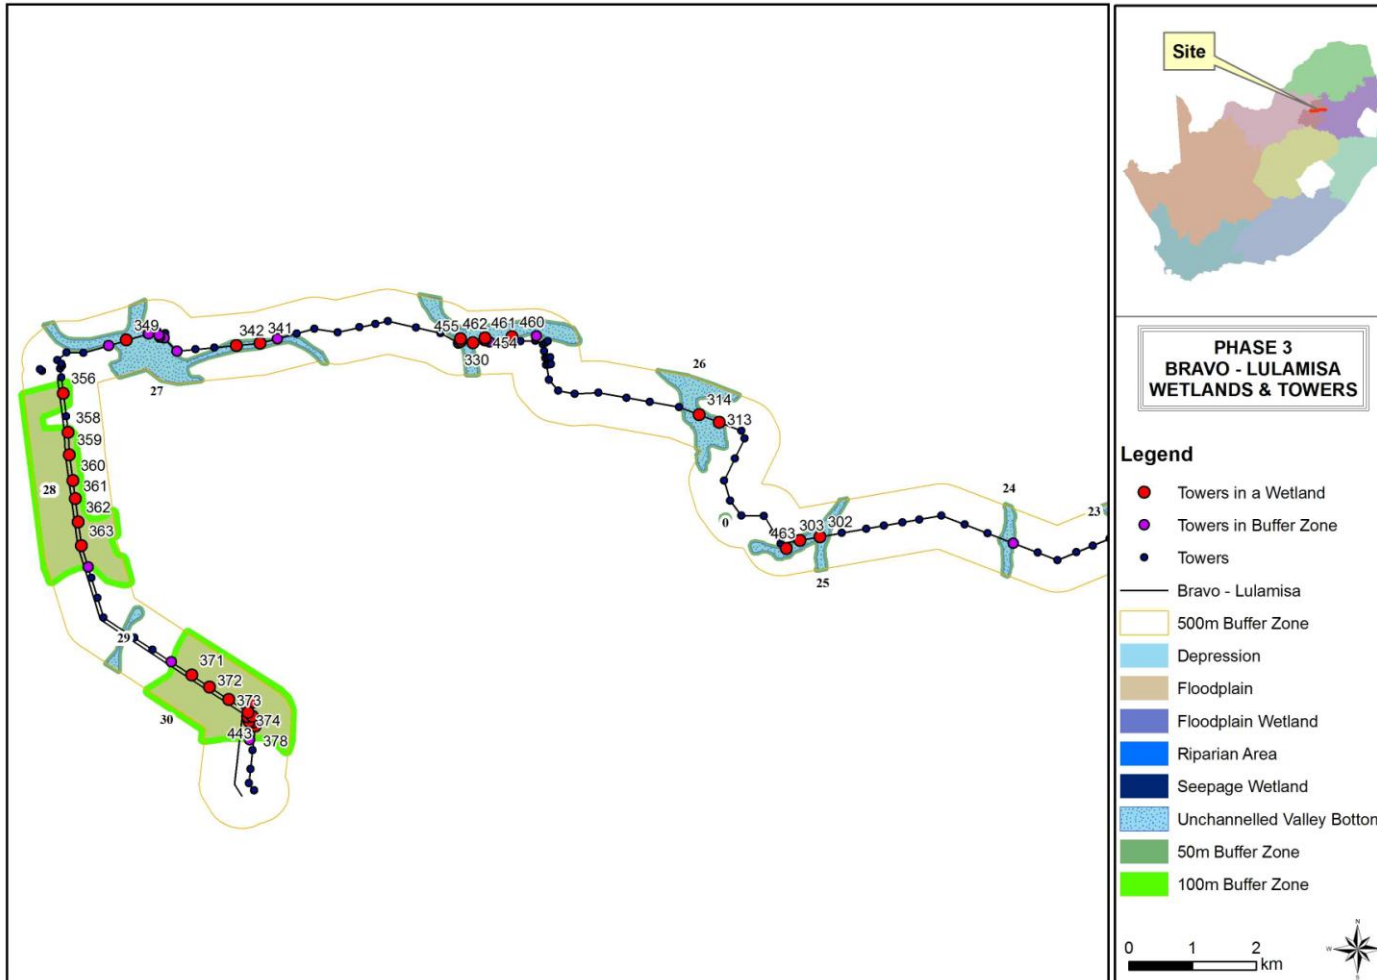 Site
349
342
341
455
462
461
460
454
330
27
26
314
313
356
358
359
360
361
362
363
28
24
23
0
463
303
302
25
29
371
372
373
374
443
378
30
PHASE 3
BRAVO - LULAMISA
WETLANDS & TOWERS
Legend
Towers in a Wetland
Towers in Buffer Zone
Towers
Bravo - Lulamisa
500m Buffer Zone
Depression
Floodplain
Floodplain Wetland
Riparian Area
Seepage Wetland
Unchannelled Valley Botton
50m Buffer Zone
100m Buffer Zone
0 1 2
km
N
W
S